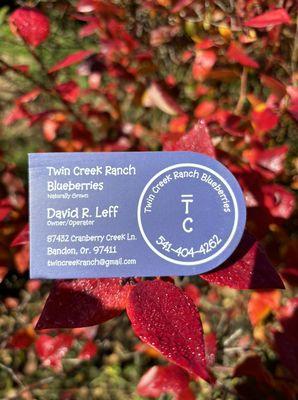 Twin Creek Ranch
Blueberries
Naturally Grown
David R. Leff
Owner/Operator
87432 Cranberry Creek Ln.
Bandon, Or. 97411
twincreekranch@gmail.com
Twin Creek Ranch Blueberries
T
C
541-404-4262